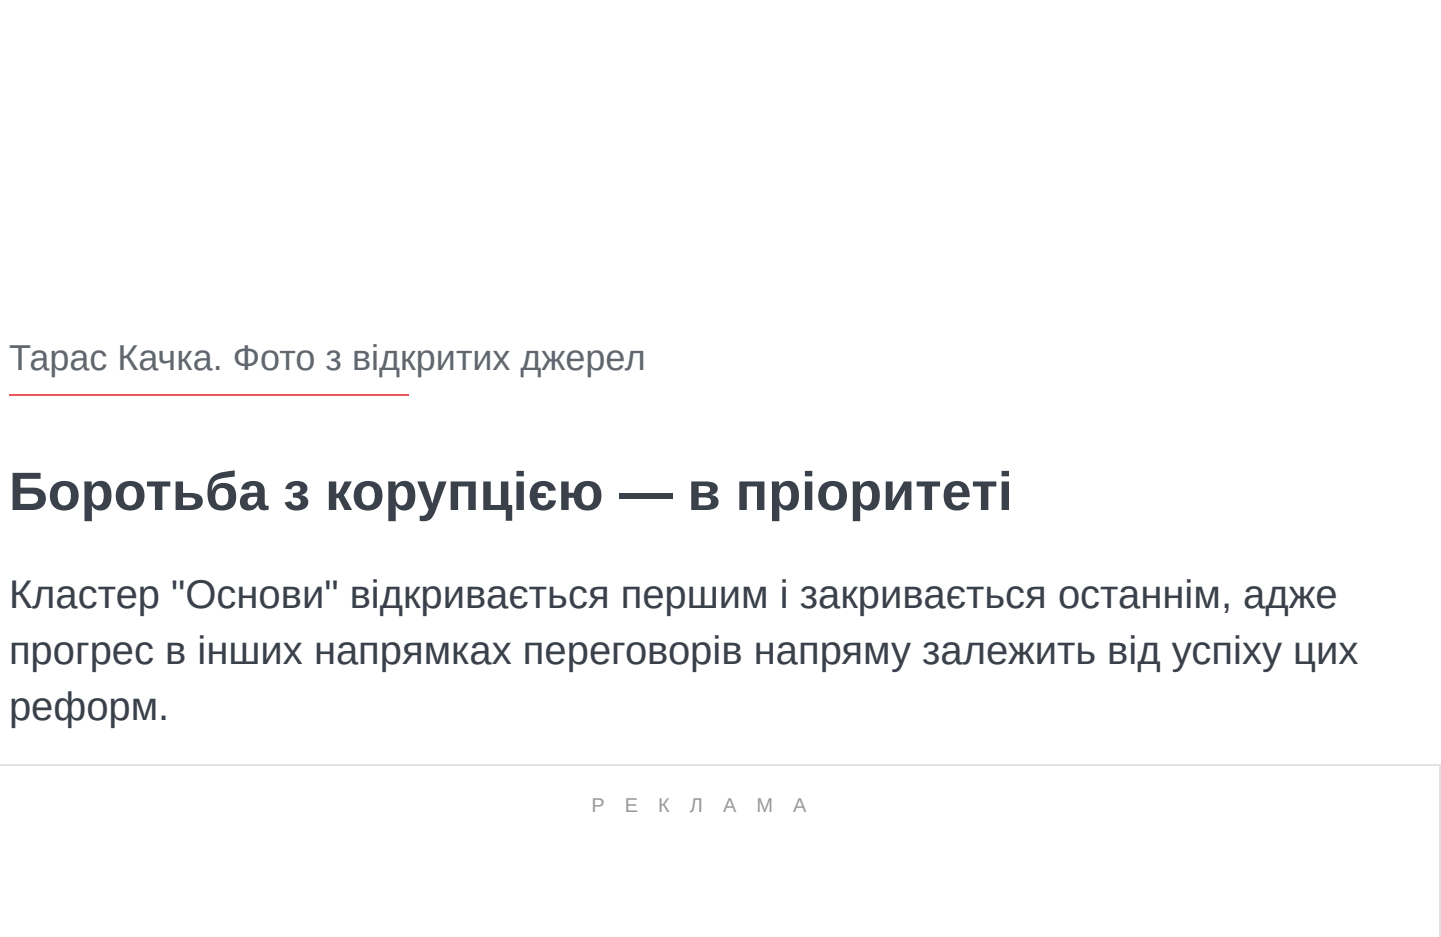 Тарас Качка. Фото з відкритих джерел
Боротьба з корупцією — в пріоритеті
Кластер "Основи" відкривається першим і закривається останнім, адже
прогрес в інших напрямках переговорів напряму залежить від успіху цих
реформ.
РЕКЛАМА